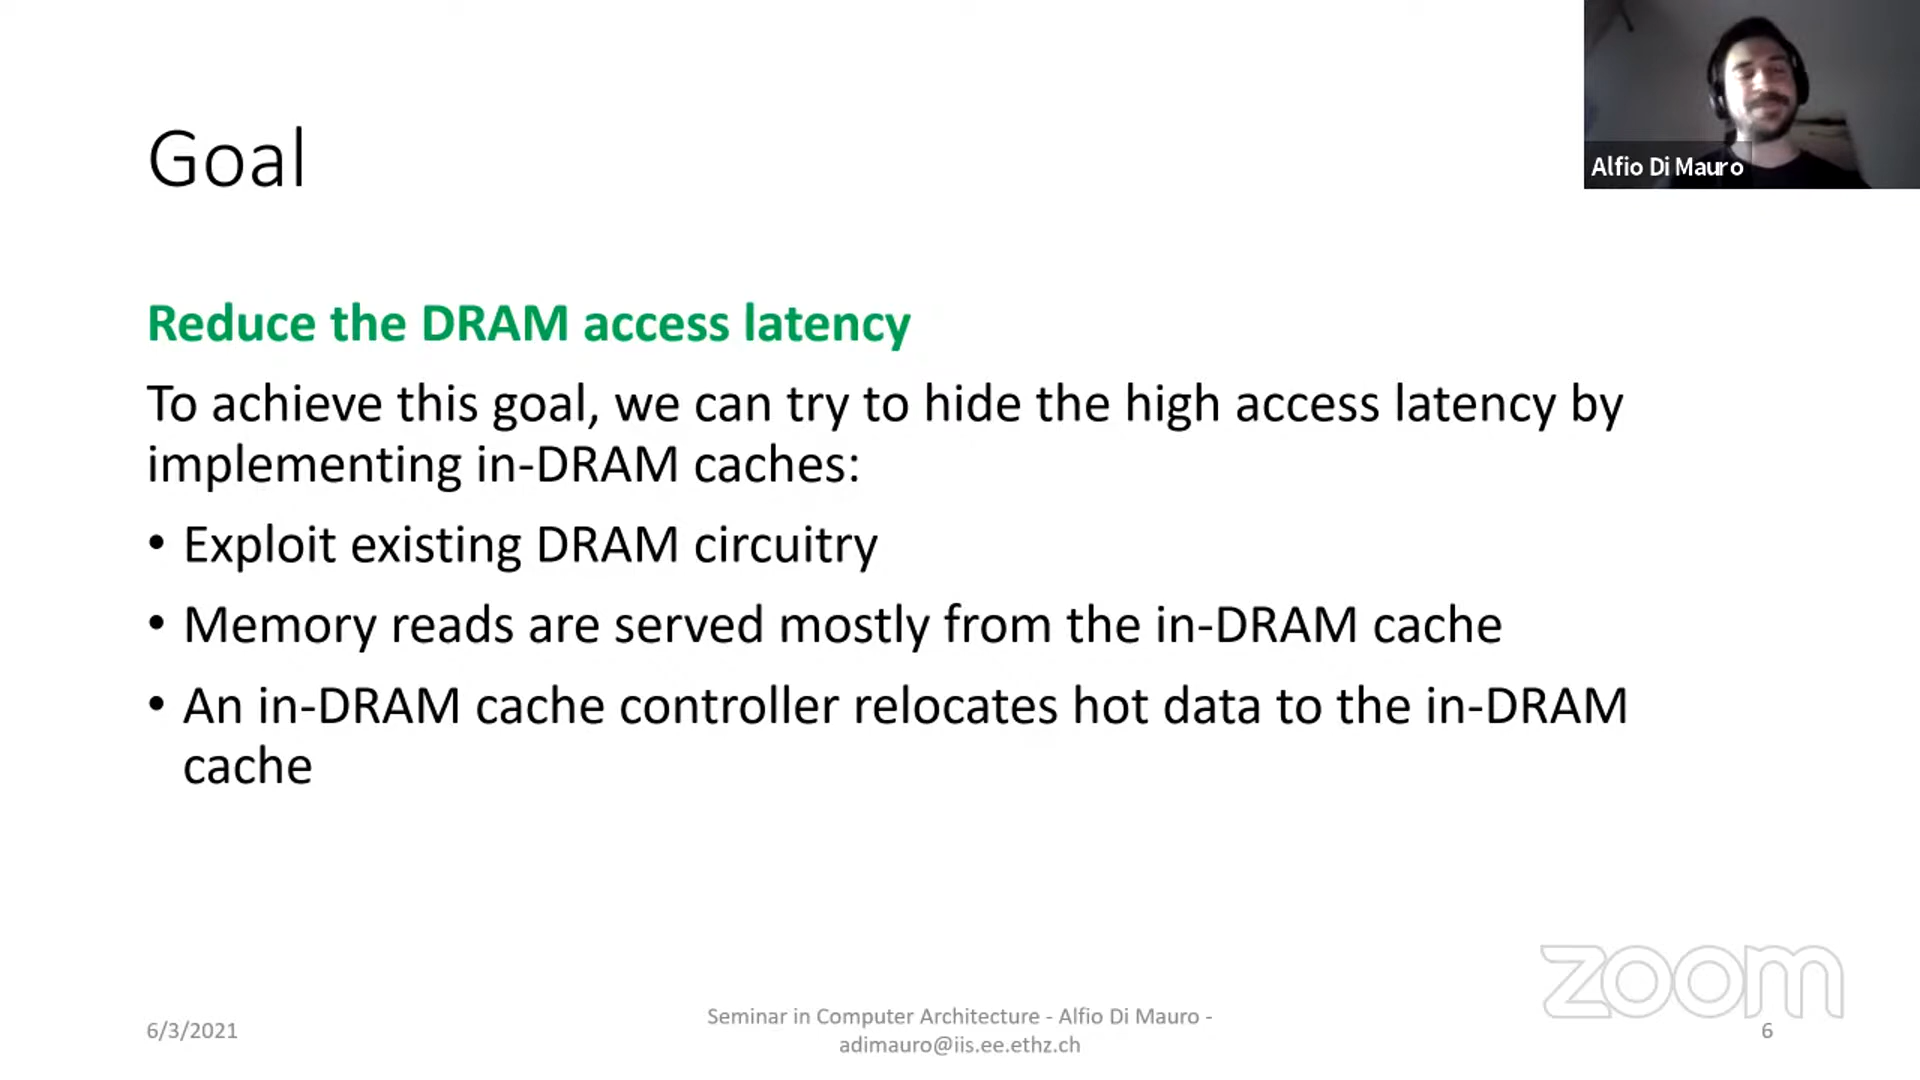 Alfio Di Mauro
Goal
Reduce the DRAM access latency
To achieve this goal, we can try to hide the high access latency by
implementing in-DRAM caches:
• Exploit existing DRAM circuitry
• Memory reads are served mostly from the in-DRAM cache
• An in-DRAM cache controller relocates hot data to the in-DRAM
cache
zoom
6/3/2021
Seminar in Computer Architecture - Alfio Di Mauro -
adimauro@iis.ee.ethz.ch
6